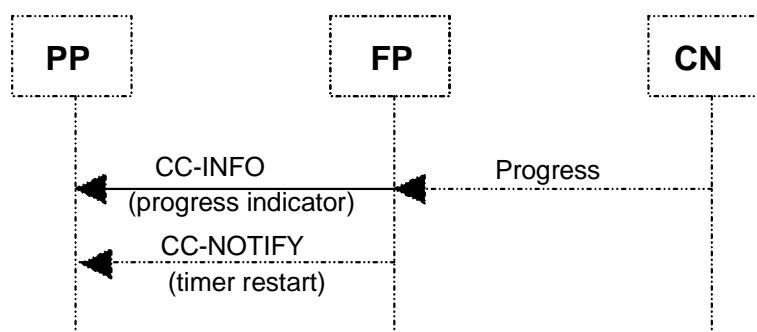 PP FP CN
CC-INFO Progress
(progress indicator)
CC-NOTIFY
(timer restart)